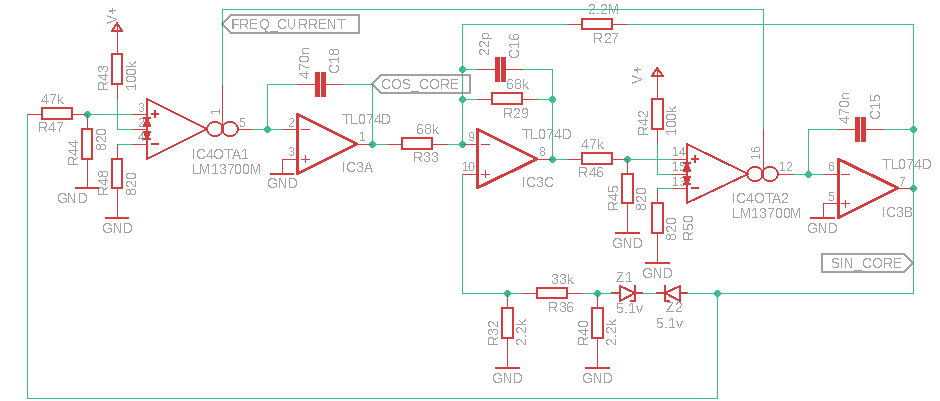 2.2M
R27
V+
FREQ_CURRENT
R43
100k
470n
C18
COS_CORE
22p
C16
68k
R29
V+
R42
100k
470n
C15
47k
R47
3
2
4
1
5
IC4OTA1
LM13700M
R44
820
GND
R48
820
GND
2
3
1
TL074D
IC3A
GND
68k
R33
9
10
8
TL074D
IC3C
47k
R46
14
15
13
16
12
IC4OTA2
LM13700M
R45
820
GND
820
R50
GND
6
5
7
TL074D
IC3B
GND
SIN_CORE
33k
R36
Z1
5.1v
Z2
5.1v
R32
2.2k
GND
R40
2.2k
GND